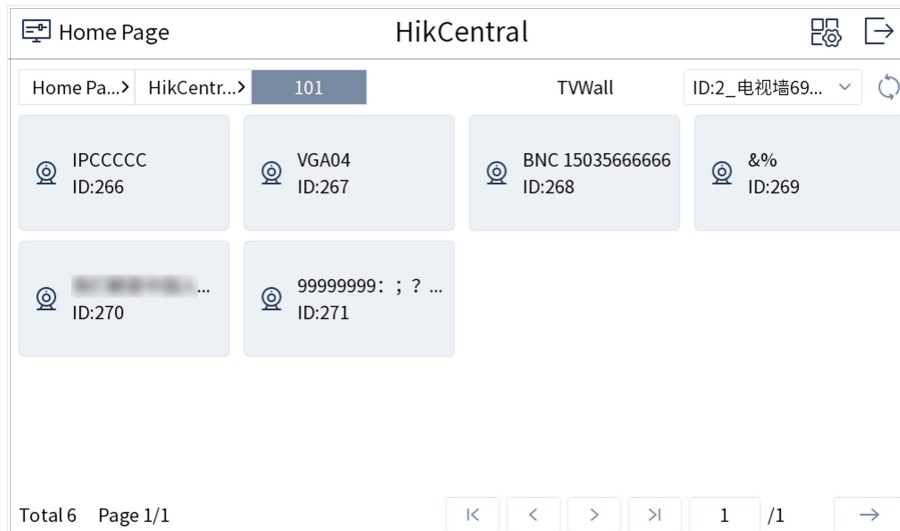 Home Page
HikCentral
Home Pa...
HikCentr...
101
TVWall
ID:2_电视墙69...
IPCCCCC
ID:266
VGA04
ID:267
BNC 15035666666
ID:268
&%
ID:269
...
ID:270
99999999：；？...
ID:271
Total 6 Page 1/1
1 /1